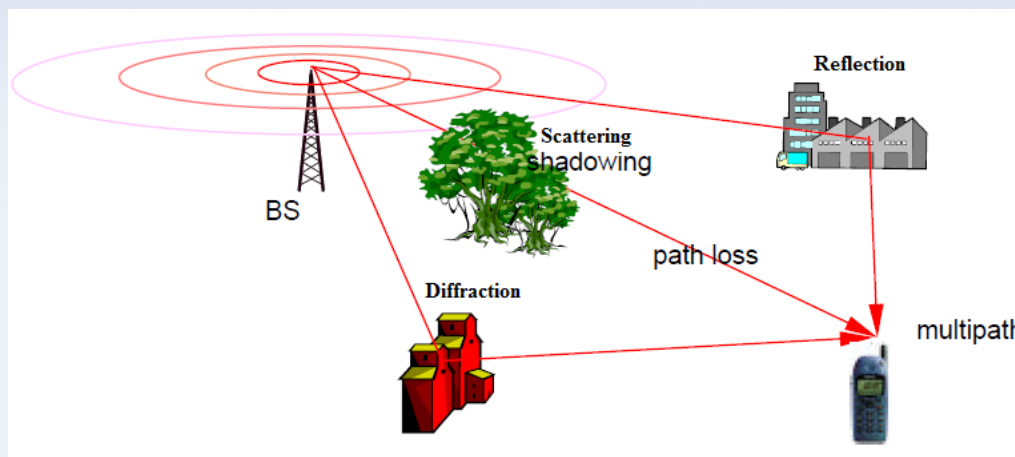 Reflection
Scattering
shadowing
BS
path loss
Diffraction
multipath